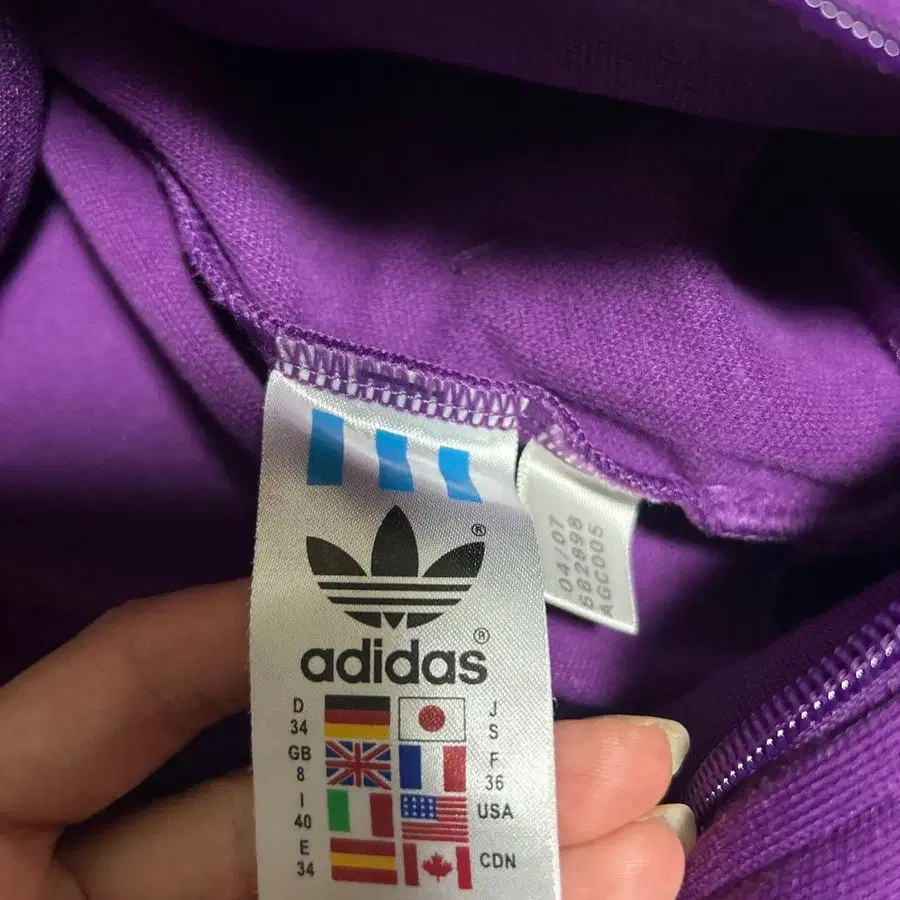 ®
adidas®
D
34
J
S
GB
8
F
36
I
40
USA
E
34
CDN
04/07
682898
AGC005